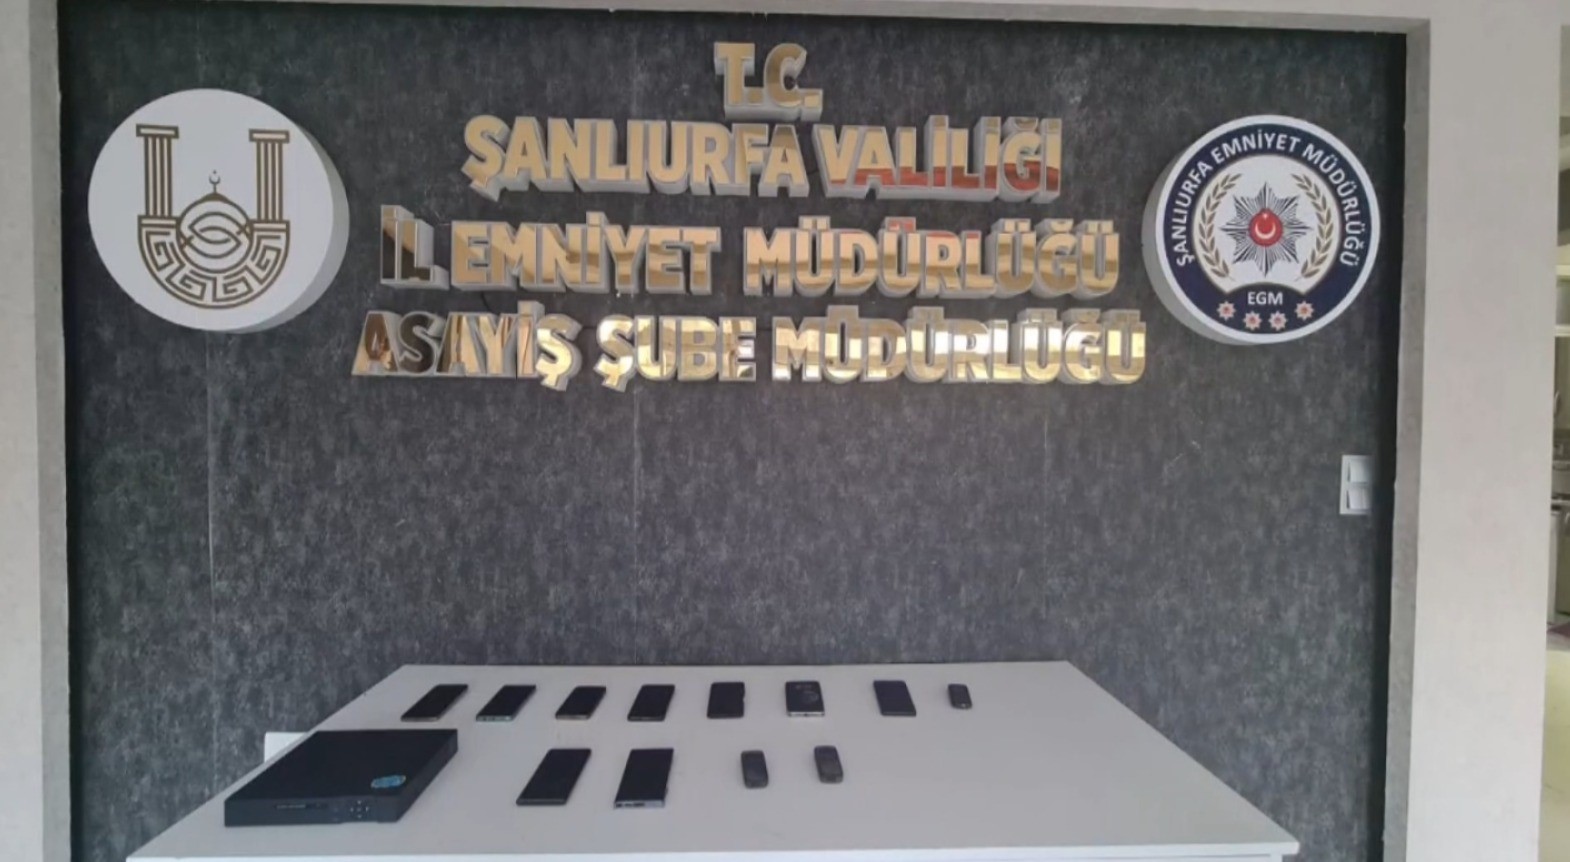 T.C.
ŞANLIURFA VALİLİĞİ
İL EMNİYET MÜDÜRLÜĞÜ
ASAYİŞ ŞUBE MÜDÜRLÜĞÜ
ŞANLIURFA EMNİYET MÜDÜRLÜĞÜ
EGM